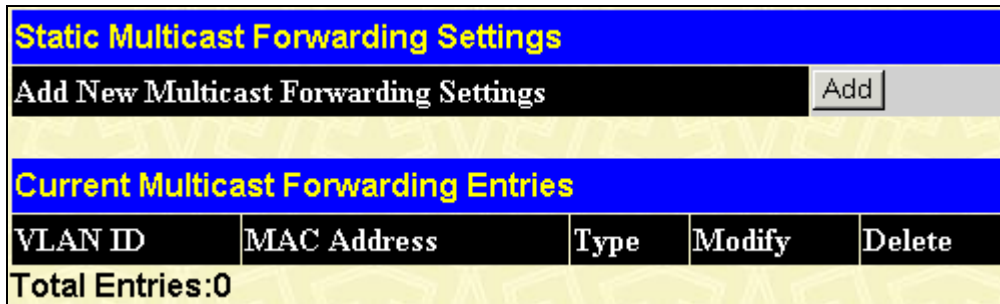 Static Multicast Forwarding Settings
Add New Multicast Forwarding Settings Add
Current Multicast Forwarding Entries
VLAN ID MAC Address Type Modify Delete
Total Entries:0